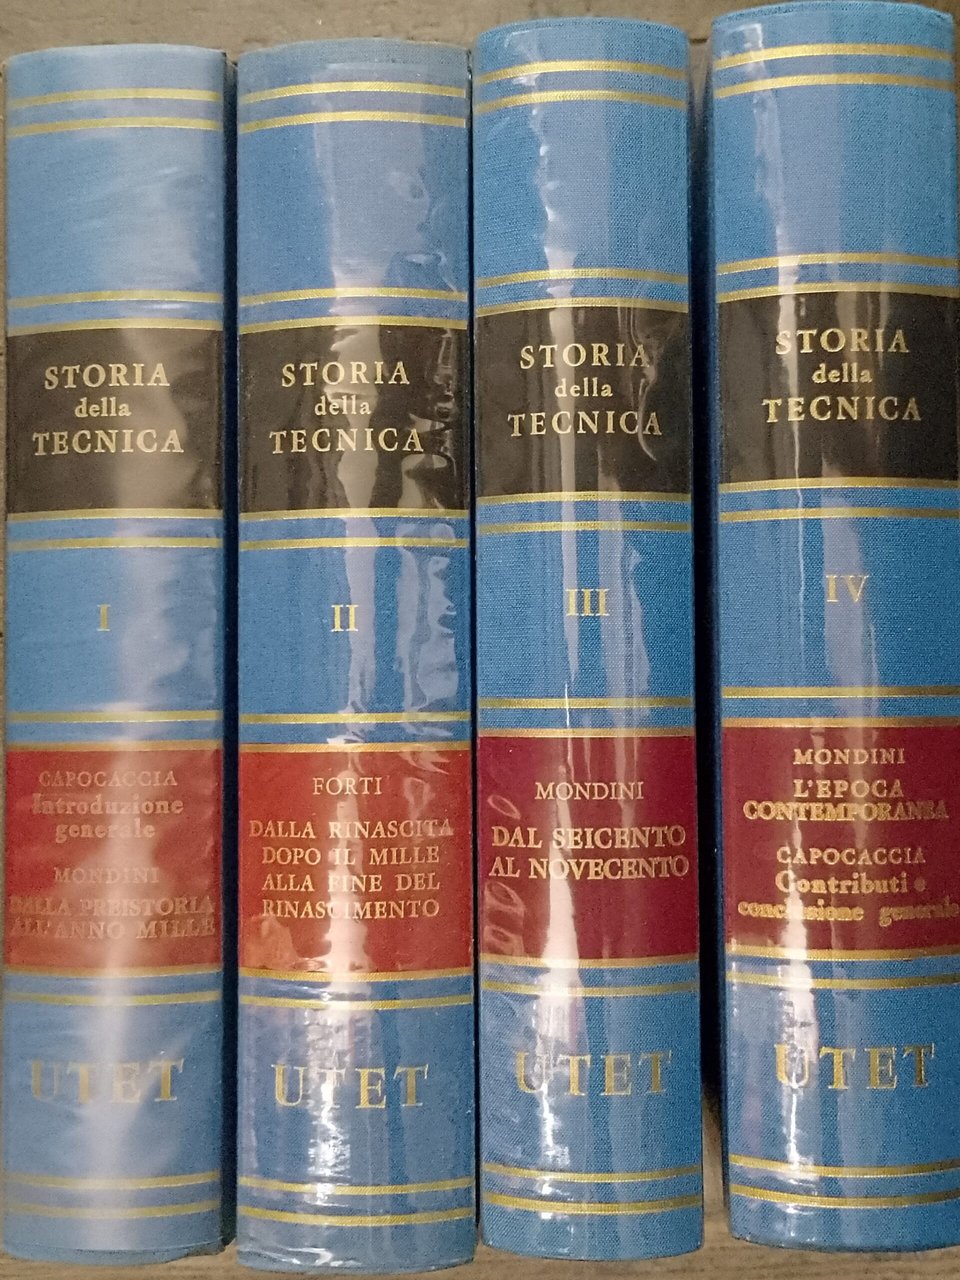 STORIA
della
TECNICA
I
CAPOCACCIA
Introduzione
generale
MONDINI
DALLA PREISTORIA
ALL'ANNO MILLE
UTET
STORIA
della
TECNICA
II
FORTI
DALLA RINASCITA
DOPO IL MILLE
ALLA FINE DEL
RINASCIMENTO
UTET
STORIA
della
TECNICA
III
MONDINI
DAL SEICENTO
AL NOVECENTO
UTET
STORIA
della
TECNICA
IV
MONDINI
L'EPOCA
CONTEMPORANEA
CAPOCACCIA
Contributi e
conclusione generale
UTET